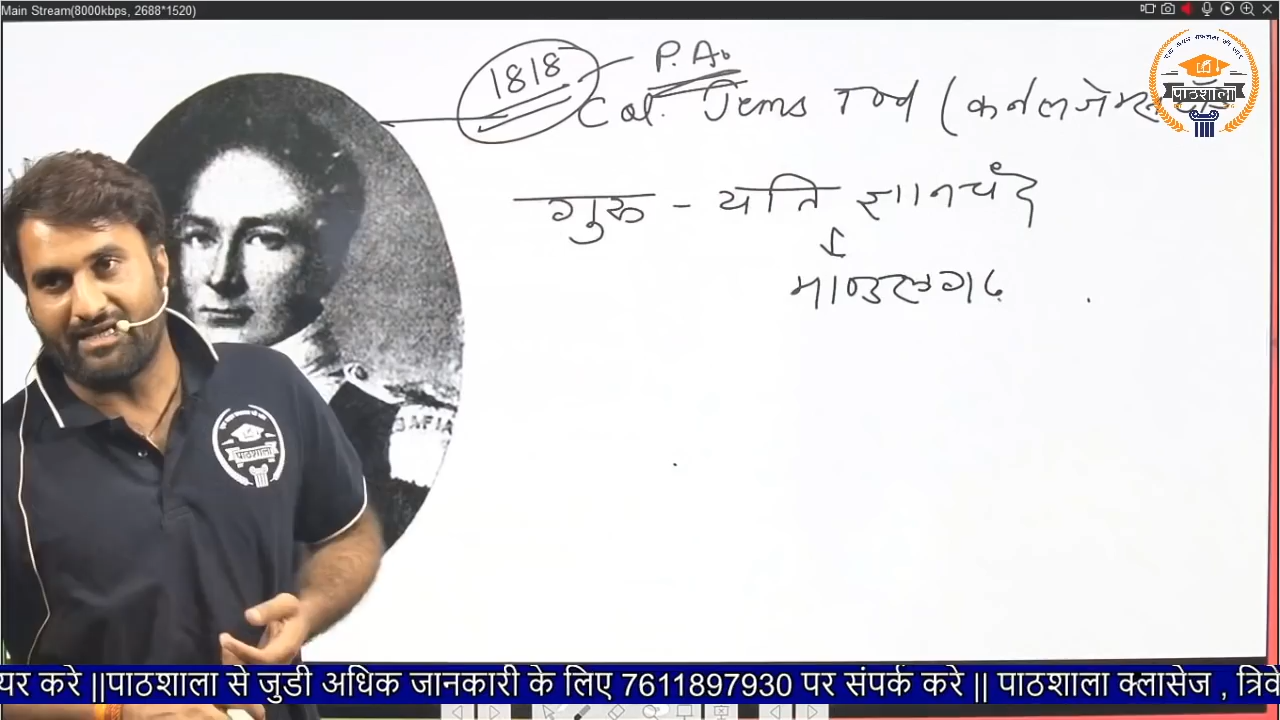 Main Stream(8000kbps, 2688*1520)
1818
P. A.
Col. Jems Tod (कर्नल जेम्स
पाठशाला
गुरु - यति ज्ञानचंद
माण्डलगढ
पाठशाला
यर करे ||पाठशाला से जुडी अधिक जानकारी के लिए 7611897930 पर संपर्क करे || पाठशाला क्लासेज , त्रिवे